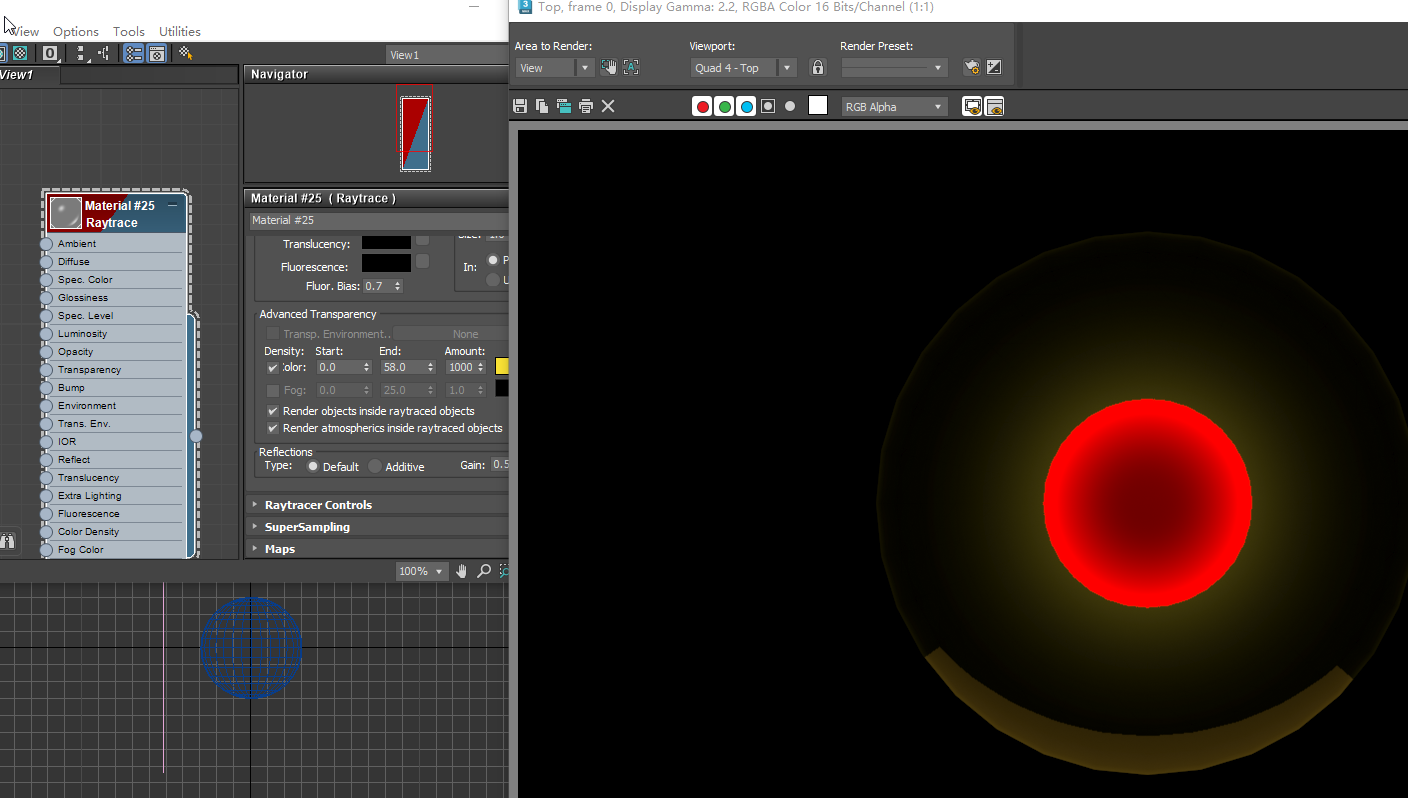 Top, frame 0, Display Gamma: 2.2, RGBA Color 16 Bits/Channel (1:1)
View Options Tools Utilities
View1
View1
Navigator
Area to Render:
View
Viewport:
Quad 4 - Top
Render Preset:
RGB Alpha
Material #25
Raytrace
Ambient
Diffuse
Spec. Color
Glossiness
Spec. Level
Luminosity
Opacity
Transparency
Bump
Environment
Trans. Env.
IOR
Reflect
Translucency
Extra Lighting
Fluorescence
Color Density
Fog Color
Material #25 ( Raytrace )
Material #25
Translucency:
Fluorescence:
In:
Fluor. Bias: 0.7
Advanced Transparency
Transp. Environment.. None
Density: Start: End: Amount:
:olor: 0.0 58.0 1000
Fog: 0.0 25.0 1.0
Render objects inside raytraced objects
Render atmospherics inside raytraced objects
Reflections
Type: Default Additive Gain: 0.5
Raytracer Controls
SuperSampling
Maps
100%